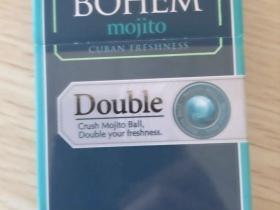 BOHEM
mojito
CUBAN FRESHNESS
Double
Crush Mojito Ball,
Double your freshness.